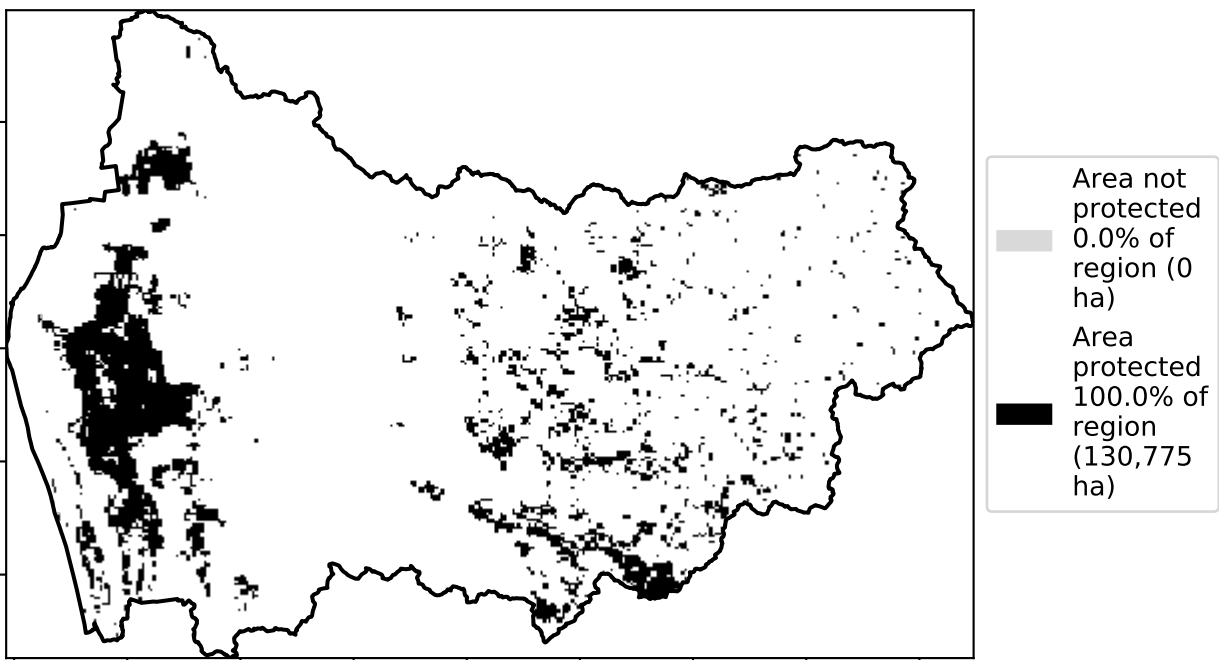 Area not
protected
0.0% of
region (0
ha)
Area
protected
100.0% of
region
(130,775
ha)